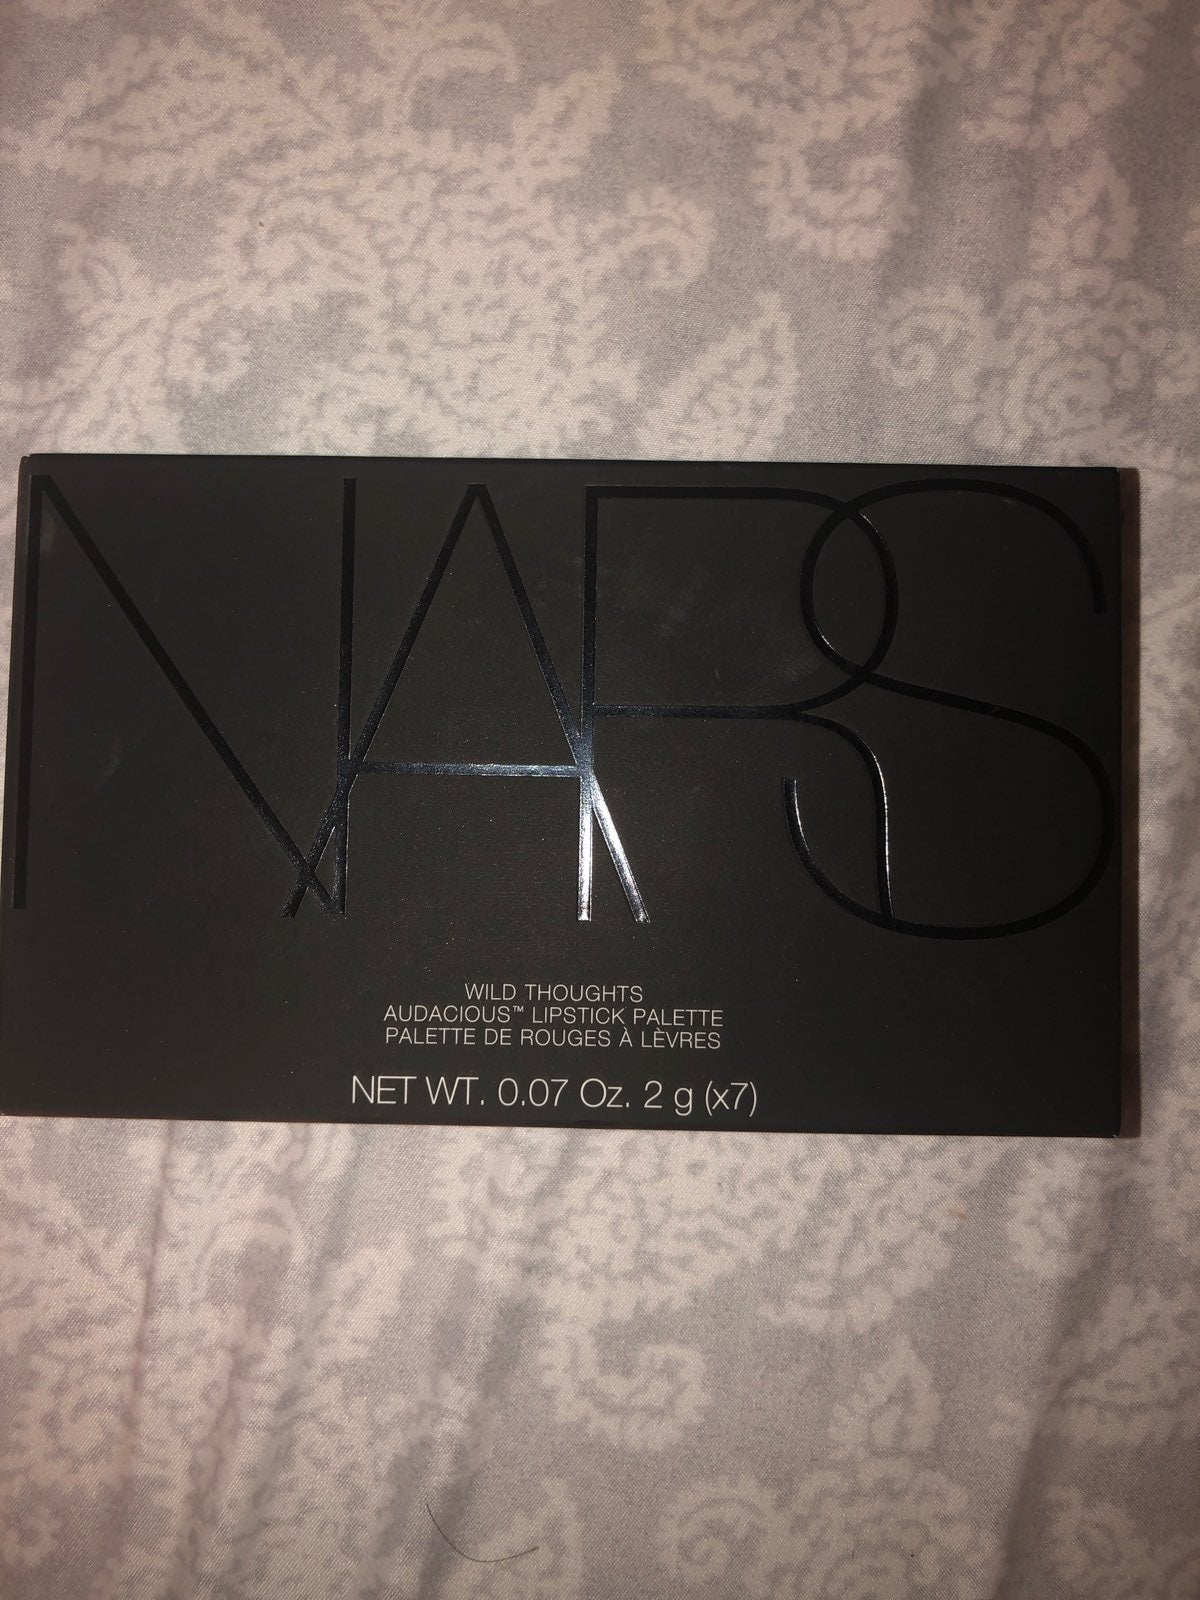 NARS
WILD THOUGHTS
AUDACIOUS™ LIPSTICK PALETTE
PALETTE DE ROUGES À LÈVRES
NET WT. 0.07 Oz. 2 g (x7)